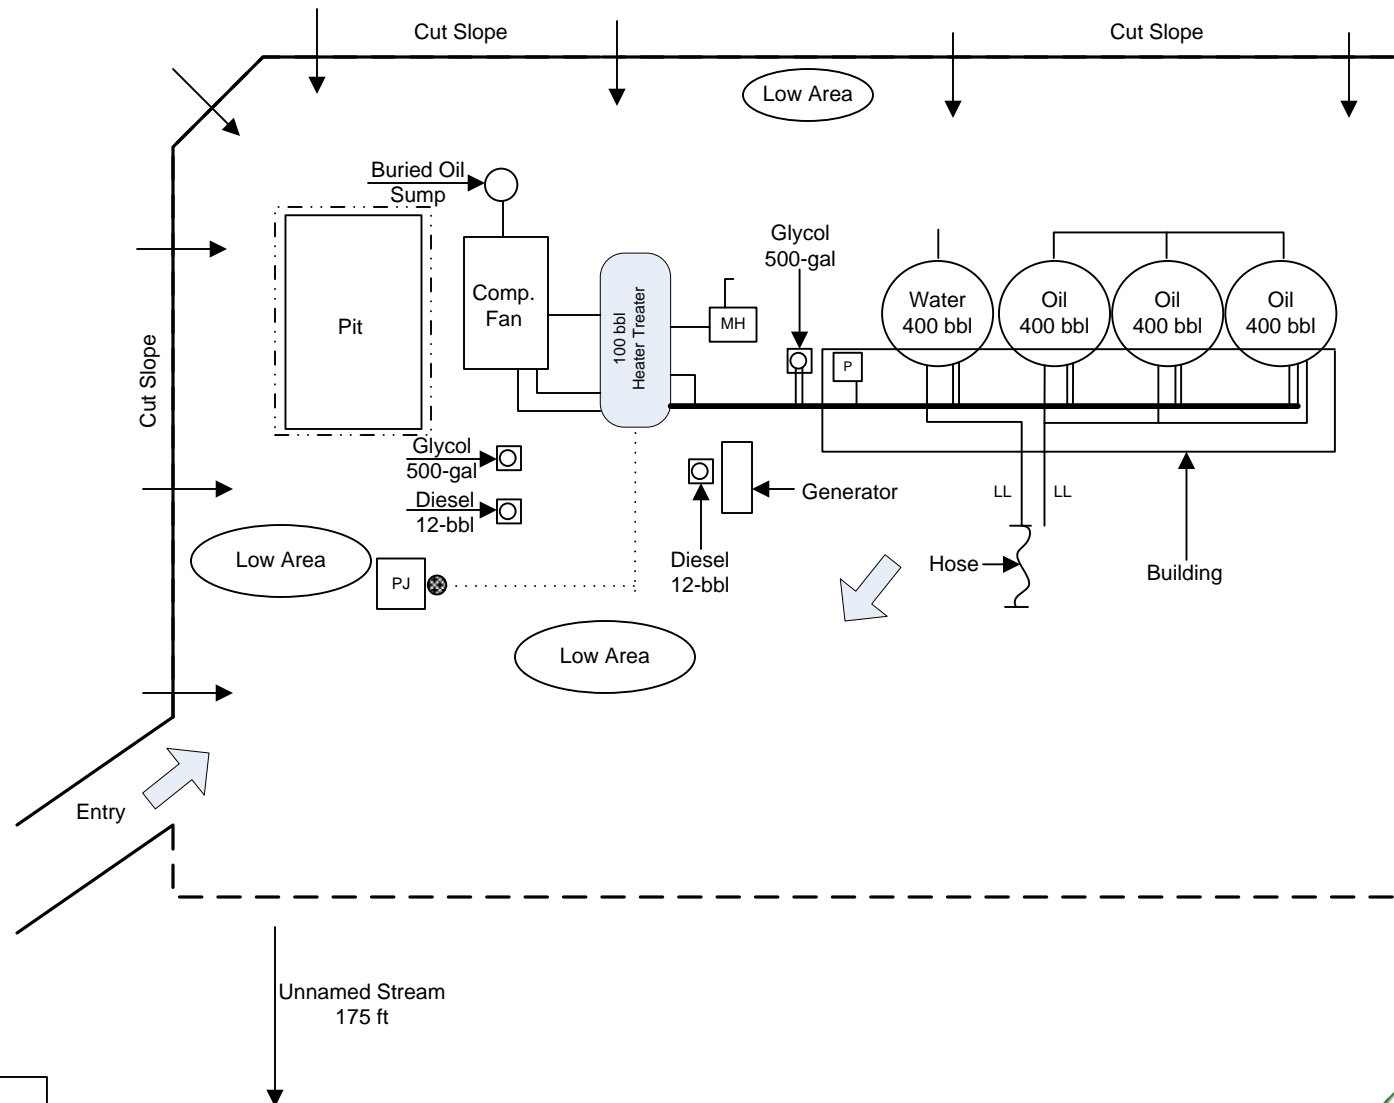 Cut Slope
Cut Slope
Low Area
Buried Oil
Sump
Glycol
500-gal
Water
400 bbl
Oil
400 bbl
Oil
400 bbl
Oil
400 bbl
Comp.
Fan
100 bbl
Heater Treater
MH
Pit
P
Cut Slope
Glycol
500-gal
Diesel
12-bbl
Generator
LL
LL
Low Area
PJ
Diesel
12-bbl
Hose
Building
Low Area
Entry
Unnamed Stream
175 ft